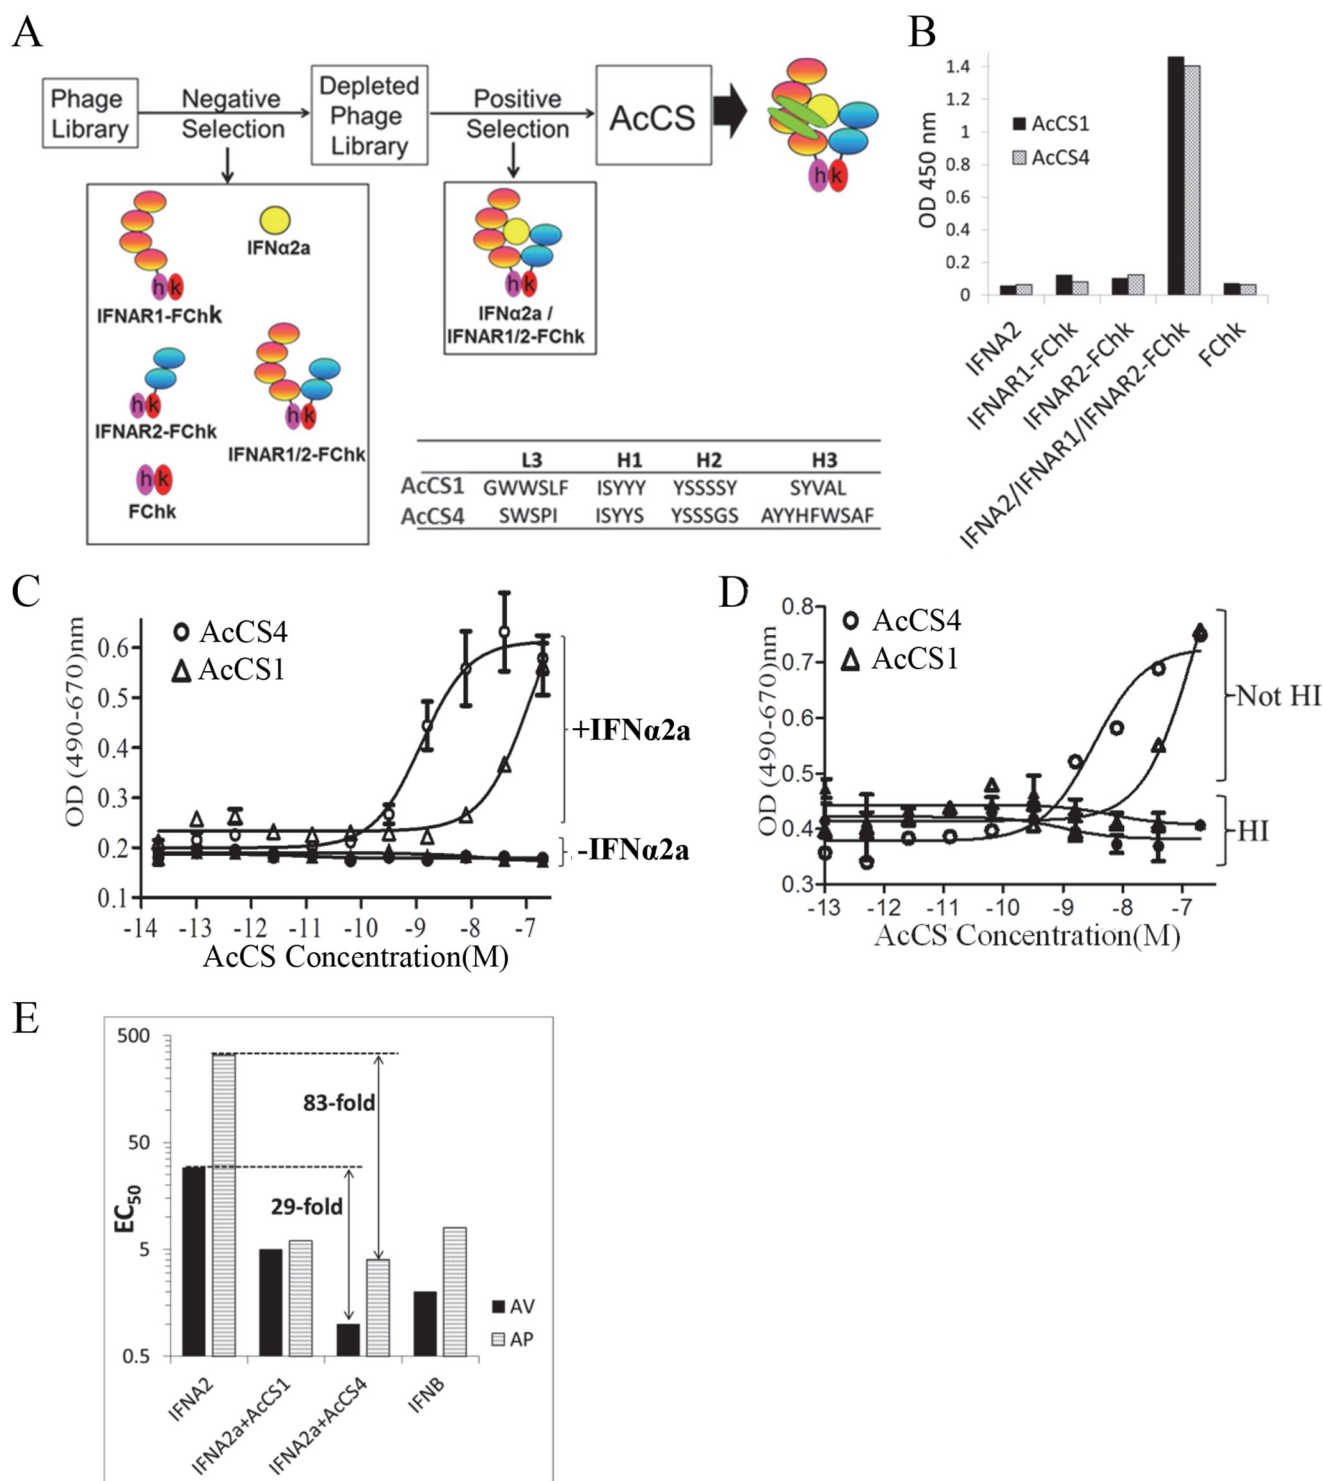 A
Phage
Library
Negative
Selection
Depleted
Phage
Library
Positive
Selection
AcCS
h k
h k
IFNAR1-FChk
IFNα2a
h k
IFNAR2-FChk
h k
IFNAR1/2-FChk
h k
FChk
h k
IFNα2a /
IFNAR1/2-FChk
L3 H1 H2 H3
AcCS1 GWWSLF ISYYY YSSSSY SYVAL
AcCS4 SWSPI ISYYS YSSSGS AYYHFWSAF
B
OD 450 nm
1.4
1.2
1
0.8
0.6
0.4
0.2
0
AcCS1
AcCS4
IFNA2
IFNAR1-FChk
IFNAR2-FChk
IFNA2/IFNAR1/IFNAR2-FChk
FChk
C
OD (490-670)nm
0.6
0.5
0.4
0.3
0.2
0.1
AcCS4
AcCS1
+IFNα2a
-IFNα2a
-14 -13 -12 -11 -10 -9 -8 -7
AcCS Concentration(M)
D
OD (490-670)nm
0.8
0.7
0.6
0.5
0.4
0.3
AcCS4
AcCS1
Not HI
HI
-13 -12 -11 -10 -9 -8 -7
AcCS Concentration(M)
E
EC50
500
50
5
0.5
83-fold
29-fold
AV
AP
IFNA2
IFNA2a+AcCS1
IFNA2a+AcCS4
IFNB